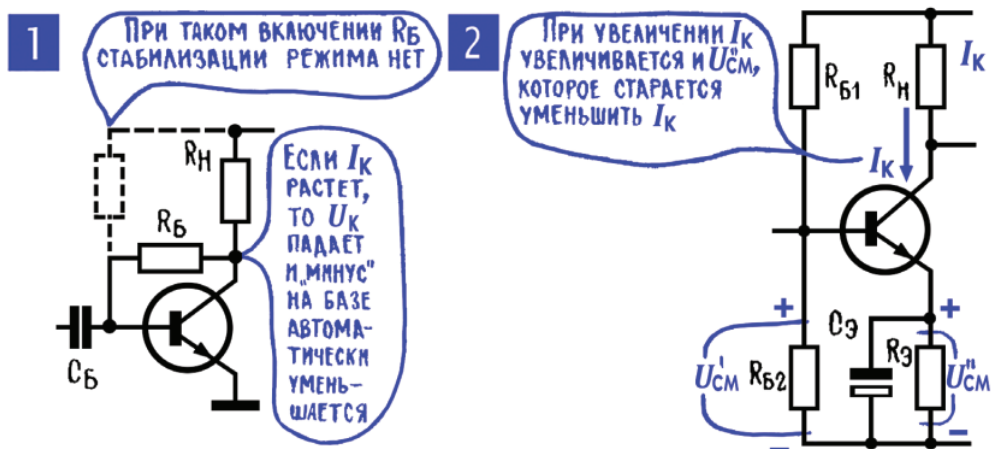 1
При таком включении RБ
стабилизации режима нет
RН
RБ
CБ
Если IК
растет,
то UК
падает
и „минус"
на базе
автома-
тически
умень-
шается
2
При увеличении IК
увеличивается и U"СМ,
которое старается
уменьшить IК
RБ1
RН
IК
IК
+
+
CЭ
RЭ
U'СМ
RБ2
U"СМ
–
–